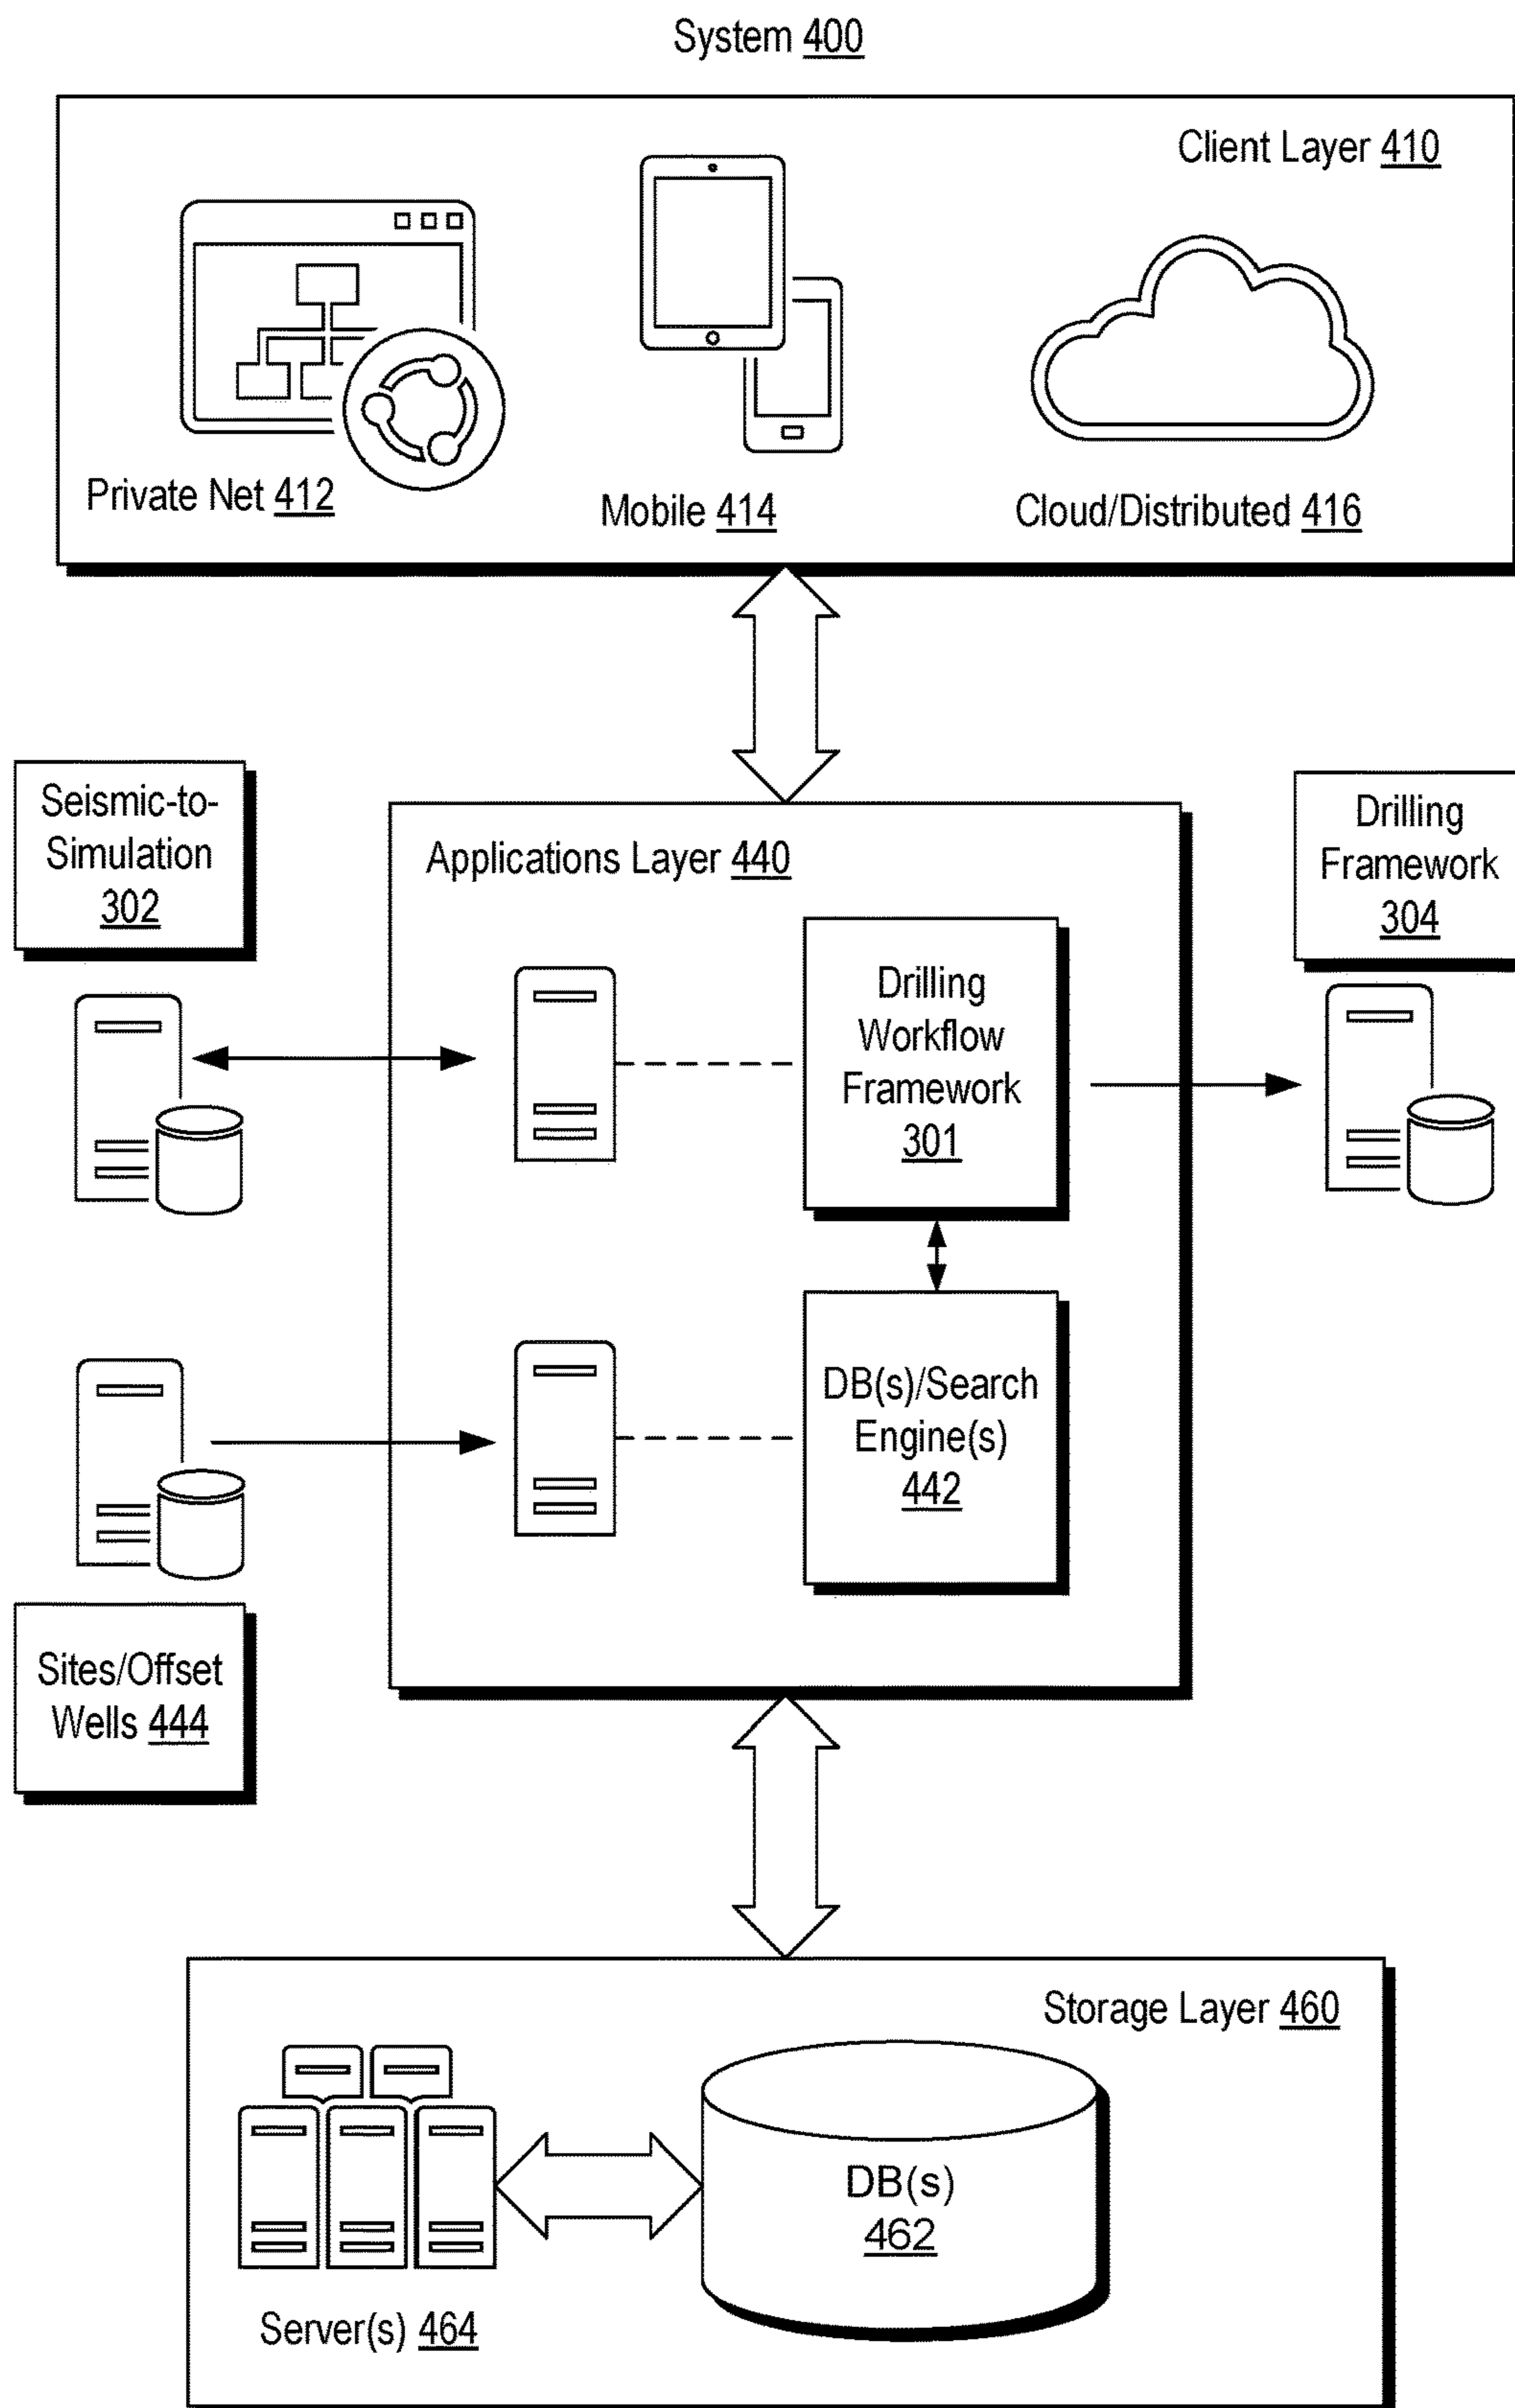 System 400
Client Layer 410
Private Net 412
Mobile 414
Cloud/Distributed 416
Seismic-to-
Simulation
302
Applications Layer 440
Drilling
Workflow
Framework
301
Drilling
Framework
304
DB(s)/Search
Engine(s)
442
Sites/Offset
Wells 444
Storage Layer 460
DB(s)
462
Server(s) 464